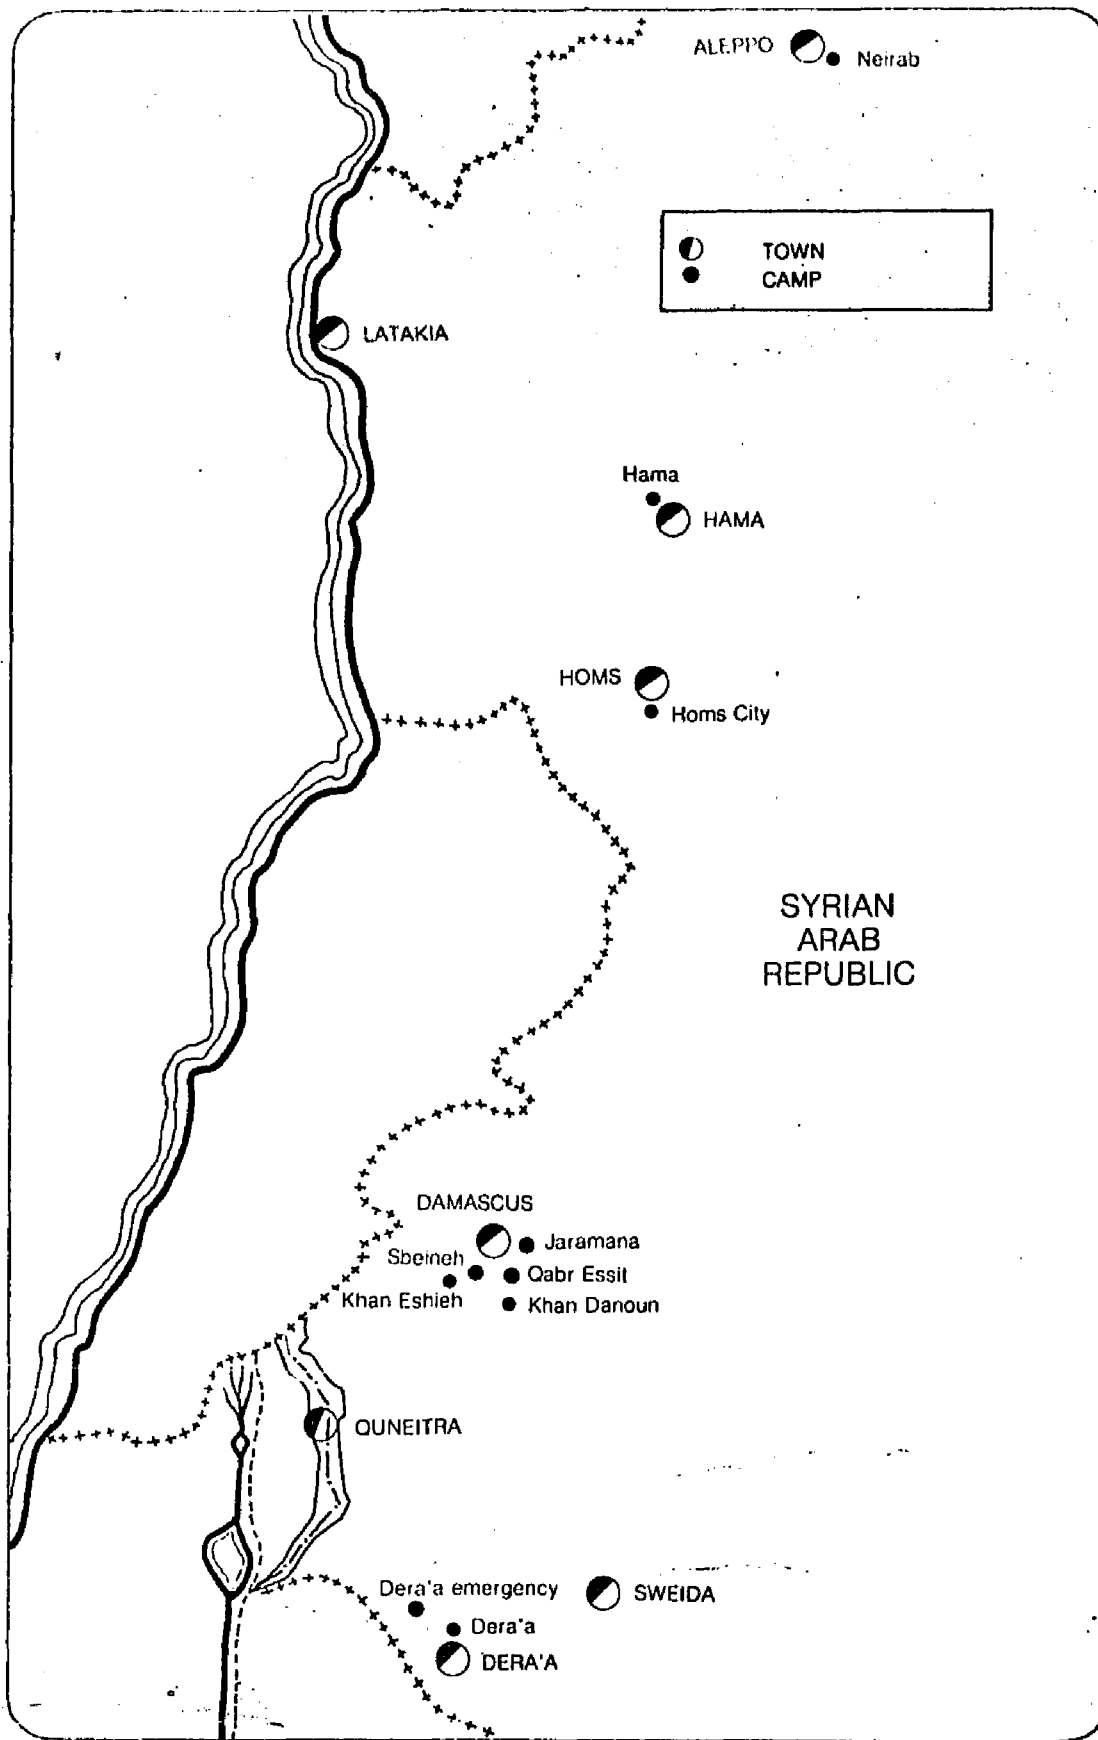 ALEPPO
Neirab
TOWN
CAMP
LATAKIA
Hama
HAMA
HOMS
Homs City
SYRIAN
ARAB
REPUBLIC
DAMASCUS
Jaramana
Sbeineh
Qabr Essit
Khan Eshieh
Khan Danoun
QUNEITRA
Dera'a emergency
SWEIDA
Dera'a
DERA'A